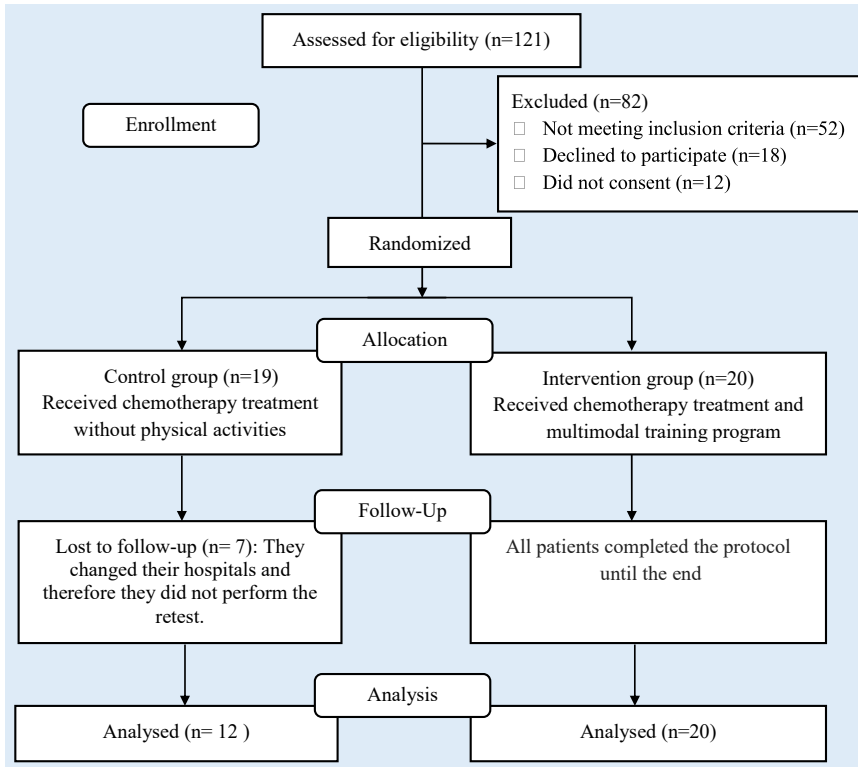 Assessed for eligibility (n=121)
Enrollment
Excluded (n=82)
Not meeting inclusion criteria (n=52)
Declined to participate (n=18)
Did not consent (n=12)
Randomized
Allocation
Control group (n=19)
Received chemotherapy treatment
without physical activities
Intervention group (n=20)
Received chemotherapy treatment and
multimodal training program
Follow-Up
Lost to follow-up (n= 7): They
changed their hospitals and
therefore they did not perform the
retest.
All patients completed the protocol
until the end
Analysis
Analysed (n= 12 )
Analysed (n=20)